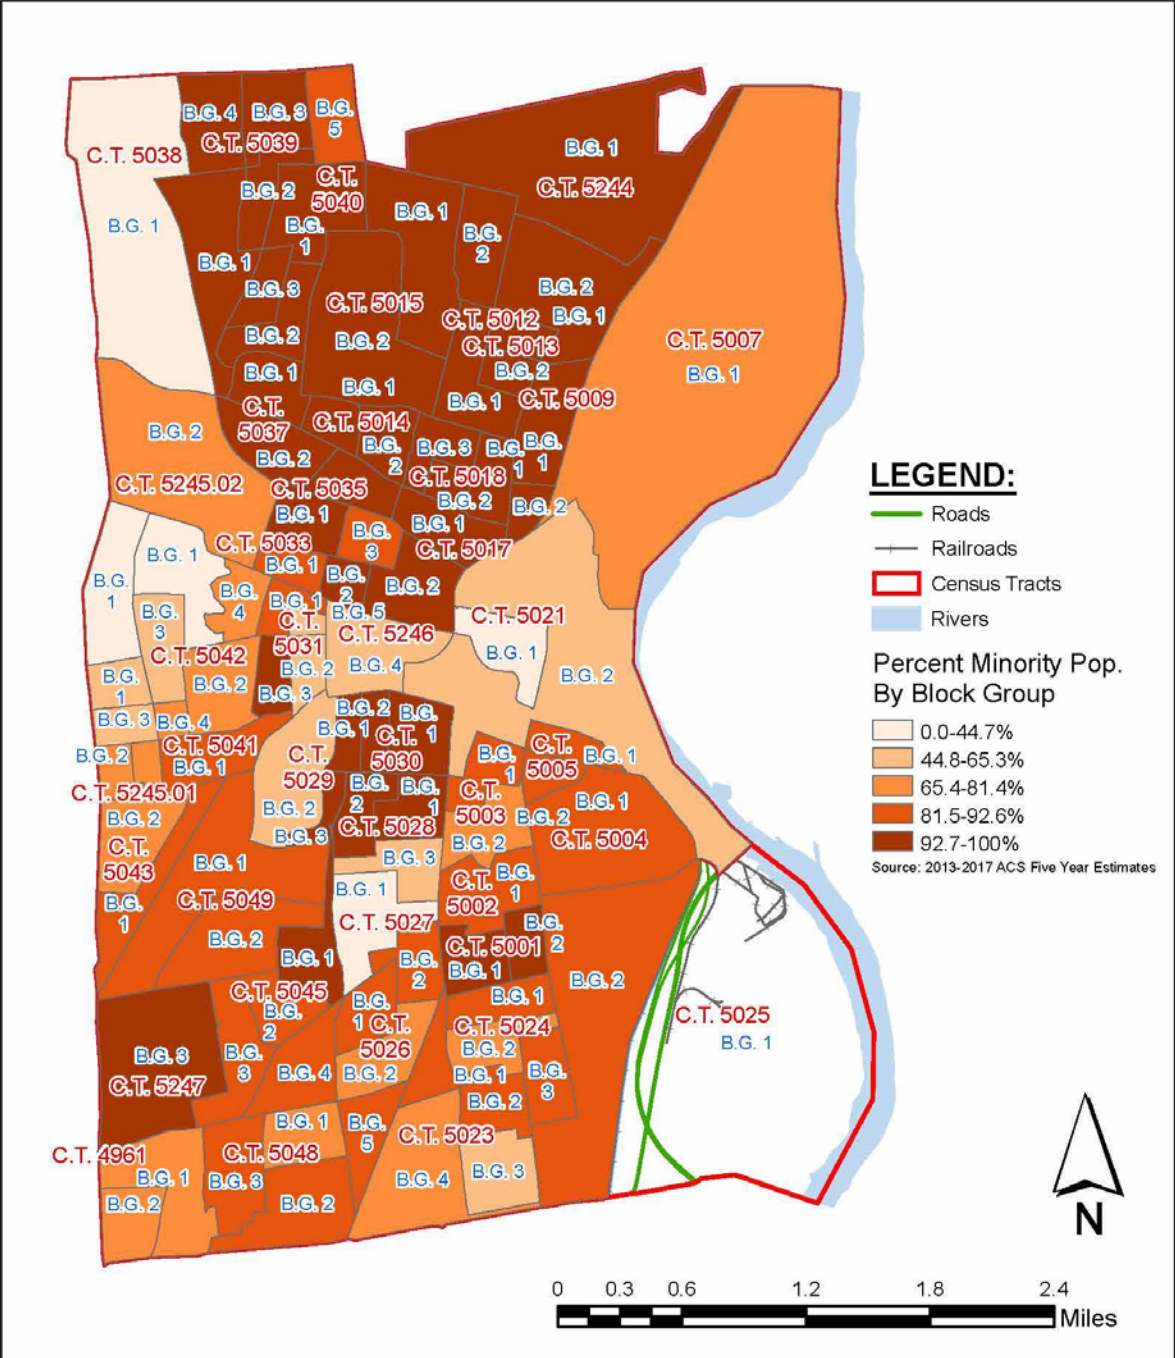 B.G. 4
B.G. 3
B.G.
5
C.T. 5039
C.T. 5038
B.G. 1
C.T. 5244
B.G. 2
C.T.
5040
B.G. 1
B.G. 1
B.G.
1
B.G.
2
B.G. 1
B.G. 3
B.G. 2
C.T. 5015
C.T. 5012
B.G. 1
C.T. 5013
B.G. 2
B.G. 2
C.T. 5007
B.G. 1
B.G. 2
B.G. 1
B.G. 1
B.G. 1
C.T. 5009
C.T.
5037
C.T. 5014
B.G. 2
B.G.
2
B.G. 3
B.G.
1
B.G.
1
B.G. 2
C.T. 5018
C.T. 5245.02
C.T. 5035
B.G. 2
B.G. 2
B.G. 1
B.G. 1
C.T. 5033
B.G.
3
C.T. 5017
B.G. 1
B.G. 1
B.G.
2
B.G. 2
B.G.
1
B.G.
4
B.G. 1
B.G. 5
B.G.
3
C.T.
5031
C.T. 5246
C.T. 5021
B.G. 1
C.T. 5042
B.G. 2
B.G. 4
B.G. 2
B.G.
1
B.G. 2
B.G. 3
B.G. 3
B.G. 4
B.G. 2
B.G.
1
B.G. 1
C.T.
5030
C.T. 5041
B.G. 2
B.G. 1
C.T.
5029
B.G.
1
C.T.
5005
B.G. 1
C.T. 5245.01
B.G.
2
B.G.
1
C.T.
5003
B.G. 1
B.G. 2
B.G. 2
B.G. 2
B.G. 3
C.T. 5028
B.G. 2
C.T. 5004
C.T.
5043
B.G. 1
B.G. 3
B.G. 1
C.T.
5002
B.G.
1
B.G.
1
C.T. 5049
C.T. 5027
B.G.
2
B.G. 2
B.G. 1
C.T. 5001
B.G. 1
B.G.
2
B.G. 2
C.T. 5045
B.G.
2
B.G.
1
C.T.
5026
B.G. 1
C.T. 5024
C.T. 5025
B.G. 1
B.G. 3
C.T. 5247
B.G.
3
B.G. 4
B.G. 2
B.G. 2
B.G. 1
B.G.
3
B.G. 2
B.G. 1
B.G.
5
C.T. 5023
C.T. 4961
C.T. 5048
B.G. 1
B.G. 3
B.G. 4
B.G. 3
B.G. 2
B.G. 2
LEGEND:
Roads
Railroads
Census Tracts
Rivers
Percent Minority Pop.
By Block Group
0.0-44.7%
44.8-65.3%
65.4-81.4%
81.5-92.6%
92.7-100%
Source: 2013-2017 ACS Five Year Estimates
N
0 0.3 0.6 1.2 1.8 2.4
Miles